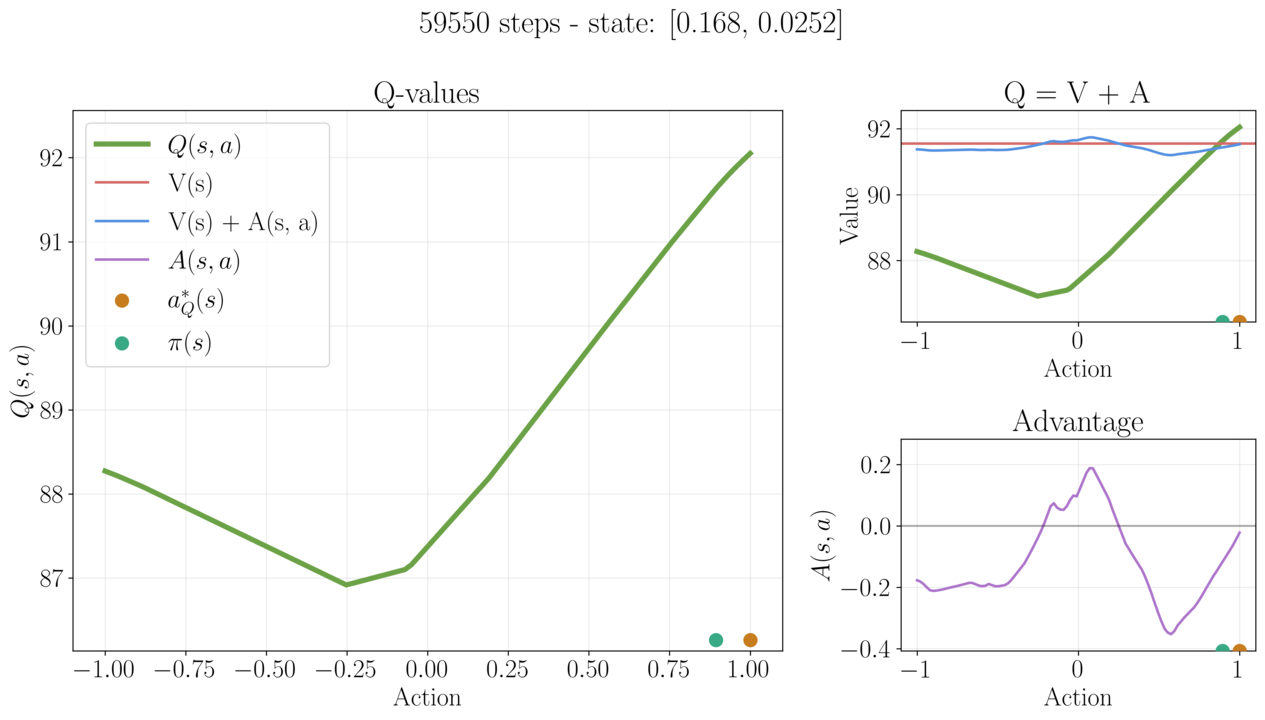 59550 steps - state: [0.168, 0.0252]
Q-values
Q(s, a)
V(s)
V(s) + A(s, a)
A(s, a)
a*_Q(s)
π(s)
92
91
90
89
88
87
Q(s, a)
−1.00 −0.75 −0.50 −0.25 0.00 0.25 0.50 0.75 1.00
Action
Q = V + A
92
90
88
Value
−1 0 1
Action
Advantage
0.2
0.0
−0.2
−0.4
A(s, a)
−1 0 1
Action